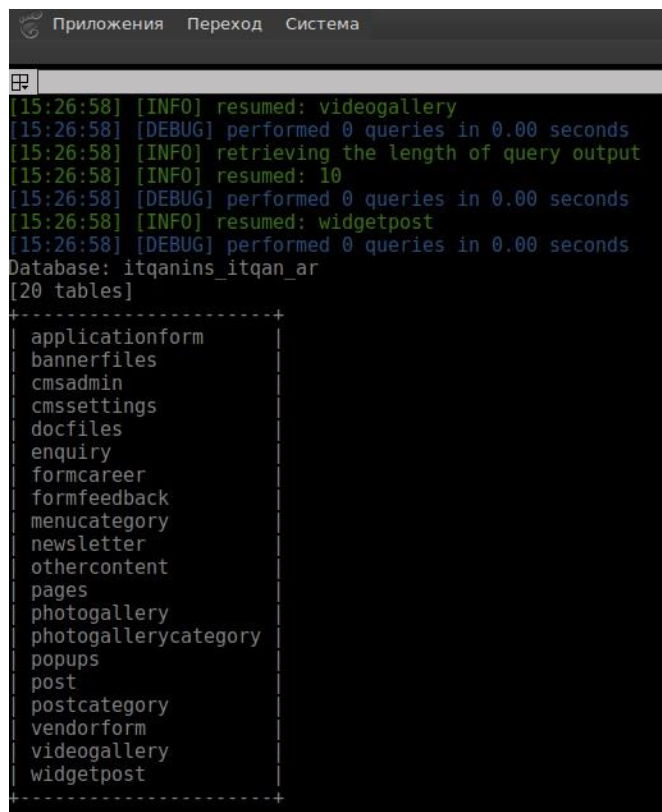 Приложения Переход Система
[15:26:58] [INFO] resumed: videogallery
[15:26:58] [DEBUG] performed 0 queries in 0.00 seconds
[15:26:58] [INFO] retrieving the length of query output
[15:26:58] [INFO] resumed: 10
[15:26:58] [DEBUG] performed 0 queries in 0.00 seconds
[15:26:58] [INFO] resumed: widgetpost
[15:26:58] [DEBUG] performed 0 queries in 0.00 seconds
Database: itqanins_itqan_ar
[20 tables]
+----------------------+
| applicationform |
| bannerfiles |
| cmsadmin |
| cmssettings |
| docfiles |
| enquiry |
| formcareer |
| formfeedback |
| menucategory |
| newsletter |
| othercontent |
| pages |
| photogallery |
| photogallerycategory |
| popups |
| post |
| postcategory |
| vendorform |
| videogallery |
| widgetpost |
+----------------------+